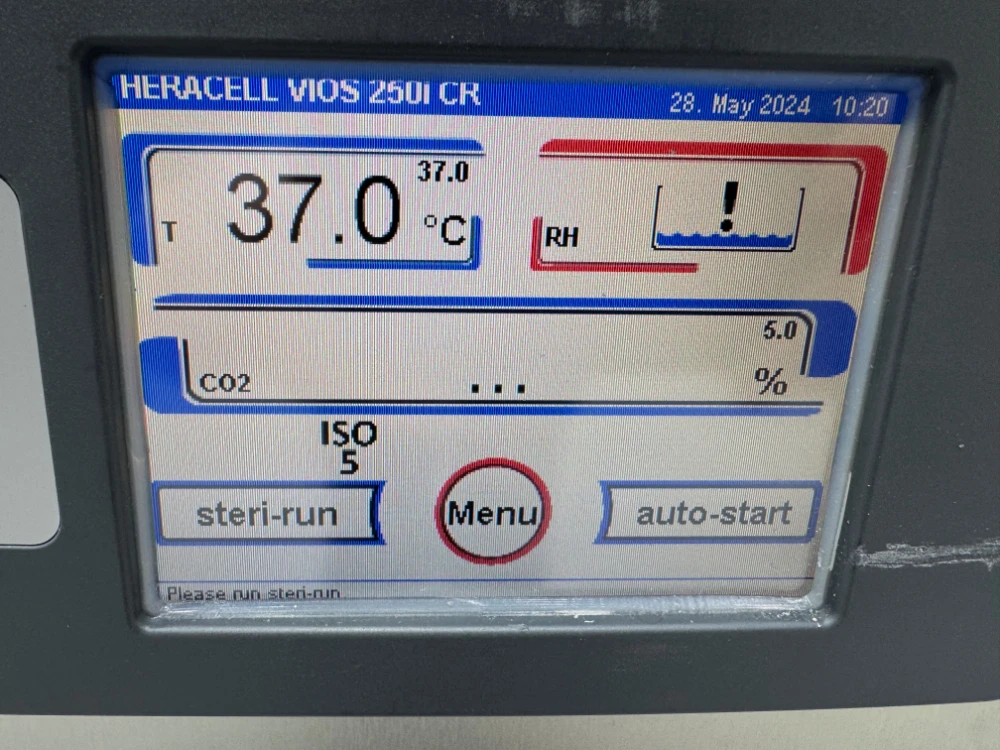 HERACELL VIOS 250i CR
28. May 2024 10:20
37.0
T 37.0 °C
RH !
5.0
CO2 ... %
ISO
5
steri-run Menu auto-start
Please run steri-run